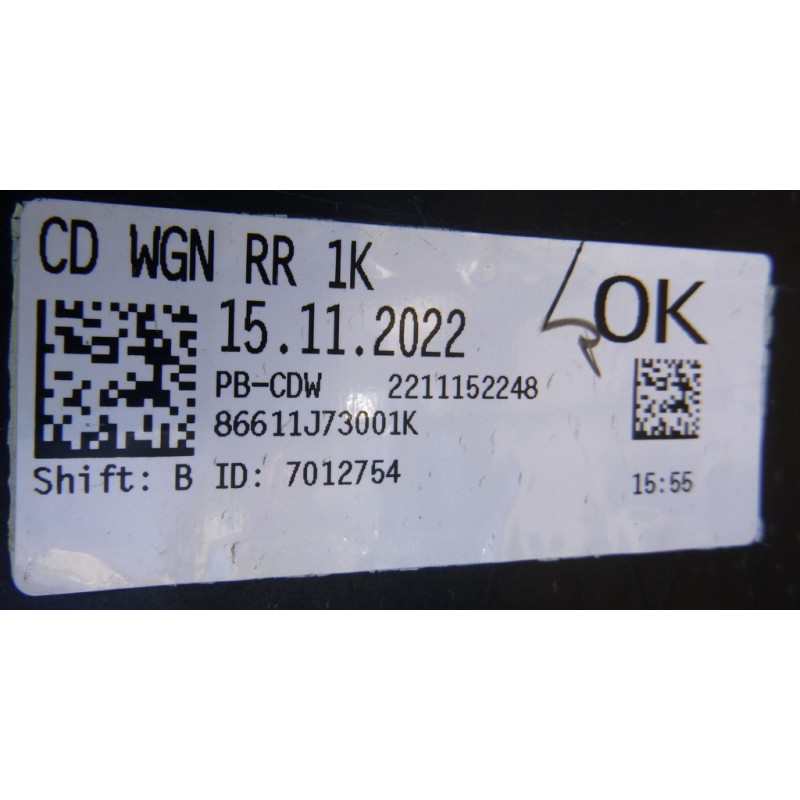 CD WGN RR 1K
15.11.2022
OK
PB-CDW 2211152248
86611J73001K
Shift: B ID: 7012754
15:55